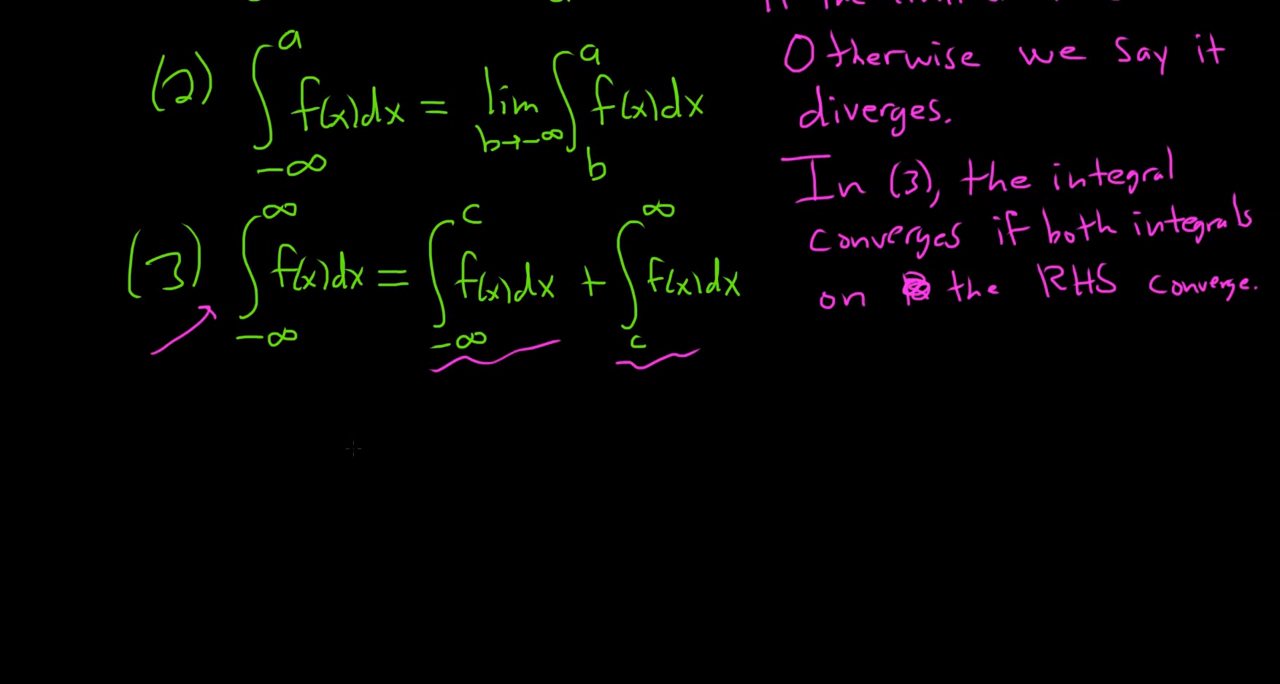 (2) ∫_{-∞}^{a} f(x)dx = lim_{b→-∞} ∫_{b}^{a} f(x)dx
(3) ∫_{-∞}^{∞} f(x)dx = ∫_{-∞}^{c} f(x)dx + ∫_{c}^{∞} f(x)dx
Otherwise we say it
diverges.
In (3), the integral
converges if both integrals
on the RHS converge.